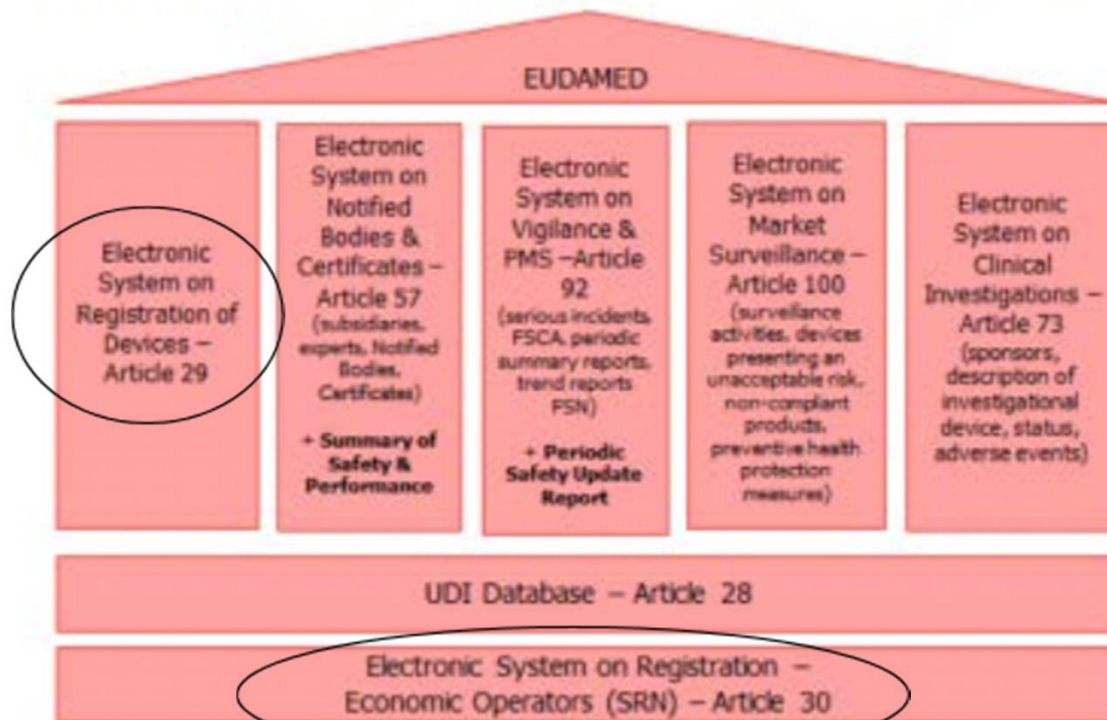 EUDAMED
Electronic
System on
Registration of
Devices –
Article 29
Electronic
System on
Notified
Bodies &
Certificates –
Article 57
(subsidiaries,
experts, Notified
Bodies,
Certificates)
+ Summary of
Safety &
Performance
Electronic
System on
Vigilance &
PMS –Article
92
(serious incidents,
FSCA, periodic
summary reports,
trend reports
FSN)
+ Periodic
Safety Update
Report
Electronic
System on
Market
Surveillance –
Article 100
(surveillance
activities, devices
presenting an
unacceptable risk,
non-compliant
products,
preventive health
protection
measures)
Electronic
System on
Clinical
Investigations –
Article 73
(sponsors,
description of
investigational
device, status,
adverse events)
UDI Database – Article 28
Electronic System on Registration –
Economic Operators (SRN) – Article 30